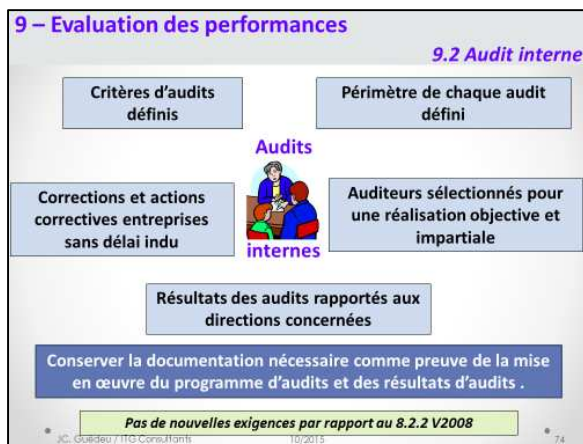 9 – Evaluation des performances
9.2 Audit interne
Critères d'audits
définis
Périmètre de chaque audit
défini
Audits
Corrections et actions
correctives entreprises
sans délai indu
Auditeurs sélectionnés pour
une réalisation objective et
impartiale
internes
Résultats des audits rapportés aux
directions concernées
Conserver la documentation nécessaire comme preuve de la mise
en œuvre du programme d'audits et des résultats d'audits .
Pas de nouvelles exigences par rapport au 8.2.2 V2008
JC. Guédeu / ITG Consultants 10/2015 74